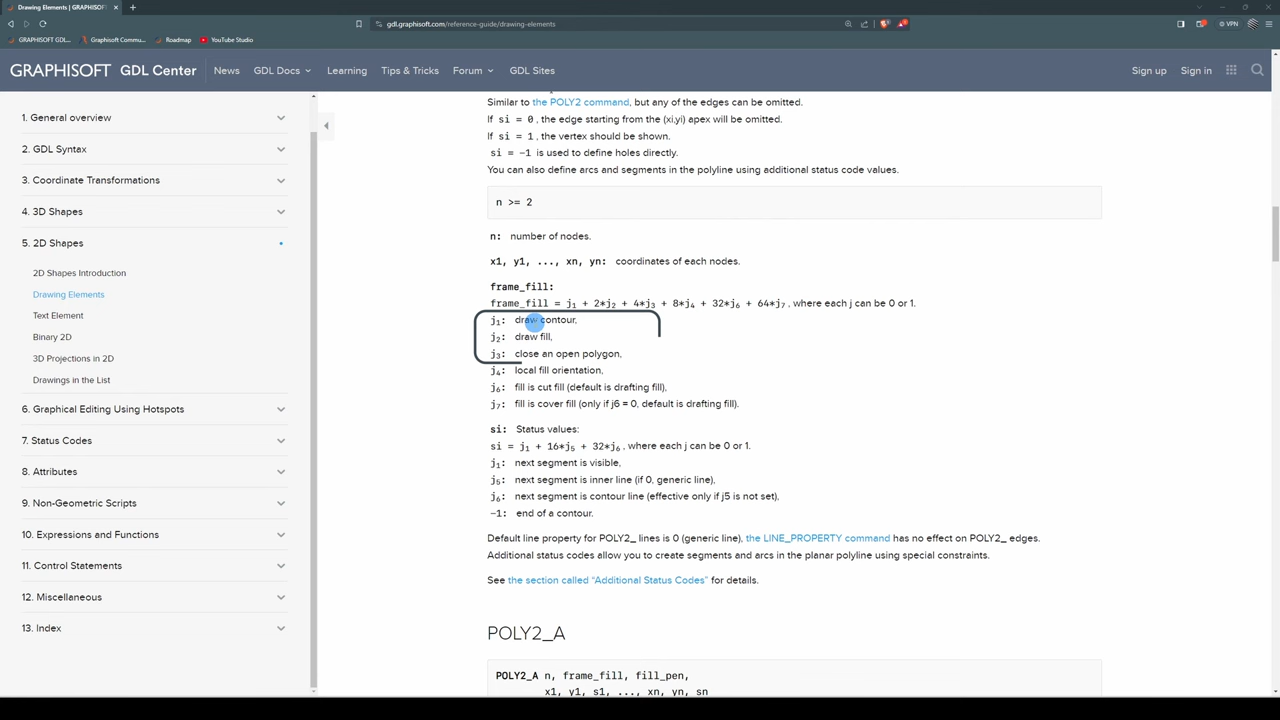 Drawing Elements | GRAPHISOF
gdl.graphisoft.com/reference-guide/drawing-elements
VPN
GRAPHISOFT GDL...
Graphisoft Commu...
Roadmap
YouTube Studio
GRAPHISOFT GDL Center
News
GDL Docs
Learning
Tips & Tricks
Forum
GDL Sites
Sign up
Sign in
1. General overview
2. GDL Syntax
3. Coordinate Transformations
4. 3D Shapes
5. 2D Shapes
2D Shapes Introduction
Drawing Elements
Text Element
Binary 2D
3D Projections in 2D
Drawings in the List
6. Graphical Editing Using Hotspots
7. Status Codes
8. Attributes
9. Non-Geometric Scripts
10. Expressions and Functions
11. Control Statements
12. Miscellaneous
13. Index
Similar to the POLY2 command, but any of the edges can be omitted.
If si = 0, the edge starting from the (xi,yi) apex will be omitted.
If si = 1, the vertex should be shown.
si = -1 is used to define holes directly.
You can also define arcs and segments in the polyline using additional status code values.
n >= 2
n: number of nodes.
x1, y1, ..., xn, yn: coordinates of each nodes.
frame_fill:
frame_fill = j1 + 2*j2 + 4*j3 + 8*j4 + 32*j6 + 64*j7, where each j can be 0 or 1.
j1: draw contour,
j2: draw fill,
j3: close an open polygon,
j4: local fill orientation,
j6: fill is cut fill (default is drafting fill),
j7: fill is cover fill (only if j6 = 0, default is drafting fill).
si: Status values:
si = j1 + 16*j5 + 32*j6, where each j can be 0 or 1.
j1: next segment is visible,
j5: next segment is inner line (if 0, generic line),
j6: next segment is contour line (effective only if j5 is not set),
-1: end of a contour.
Default line property for POLY2_ lines is 0 (generic line), the LINE_PROPERTY command has no effect on POLY2_ edges.
Additional status codes allow you to create segments and arcs in the planar polyline using special constraints.
See the section called “Additional Status Codes” for details.
POLY2_A
POLY2_A n, frame_fill, fill_pen,
x1, y1, s1, ..., xn, yn, sn